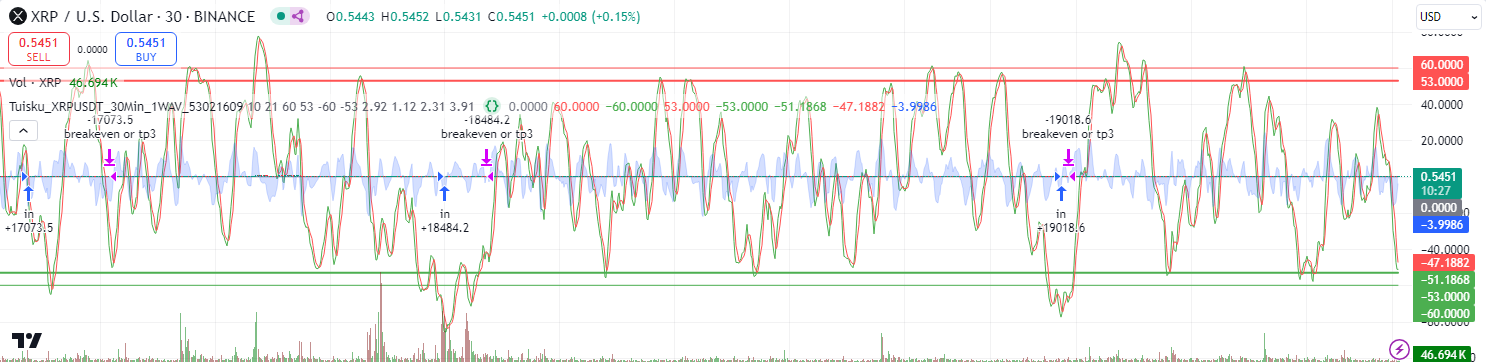 XRP / U.S. Dollar · 30 · BINANCE O0.5443 H0.5452 L0.5431 C0.5451 +0.0008 (+0.15%)
USD
0.5451 SELL
0.0000
0.5451 BUY
60.0000
Vol · XRP 46.694 K
53.0000
Tuisku_XRPUSDT_30Min_1WAV_53021609 10 21 60 53 -60 -53 2.92 1.12 2.31 3.91 0.0000 60.0000 −60.0000 53.0000 −53.0000 −51.1868 −47.1882 −3.9986
40.0000
-17073.5
breakeven or tp3
-18484.2
breakeven or tp3
-19018.6
breakeven or tp3
20.0000
0.5451
10:27
0.0000
−3.9986
in
+17073.5
in
+18484.2
in
+19018.6
−40.0000
−47.1882
−51.1868
−53.0000
−60.0000
46.694 K